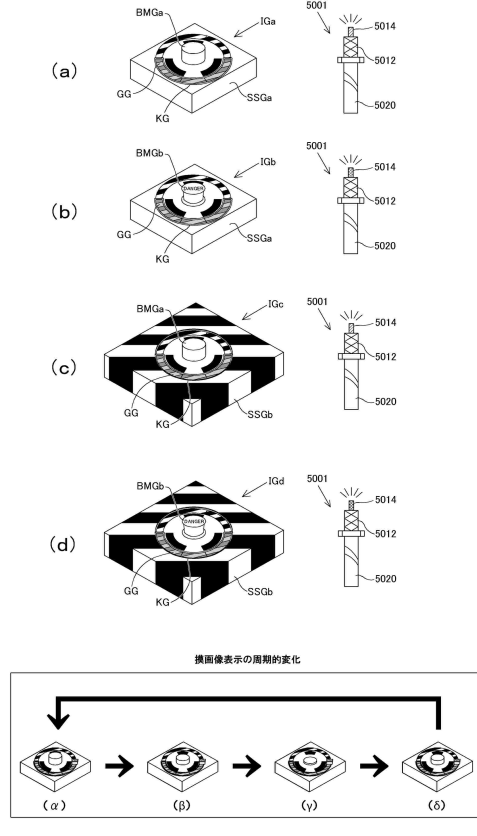 BMGa
IGa
5001
5014
5012
(a)
GG
KG
SSGa
5020
BMGb
IGb
5001
5014
DANGER
5012
(b)
GG
KG
SSGa
5020
BMGa
IGc
5001
5014
5012
(c)
GG
KG
SSGb
5020
BMGb
IGd
5001
5014
DANGER
5012
(d)
GG
KG
SSGb
5020
摸画像表示の周期的変化
(α)
(β)
(γ)
(δ)